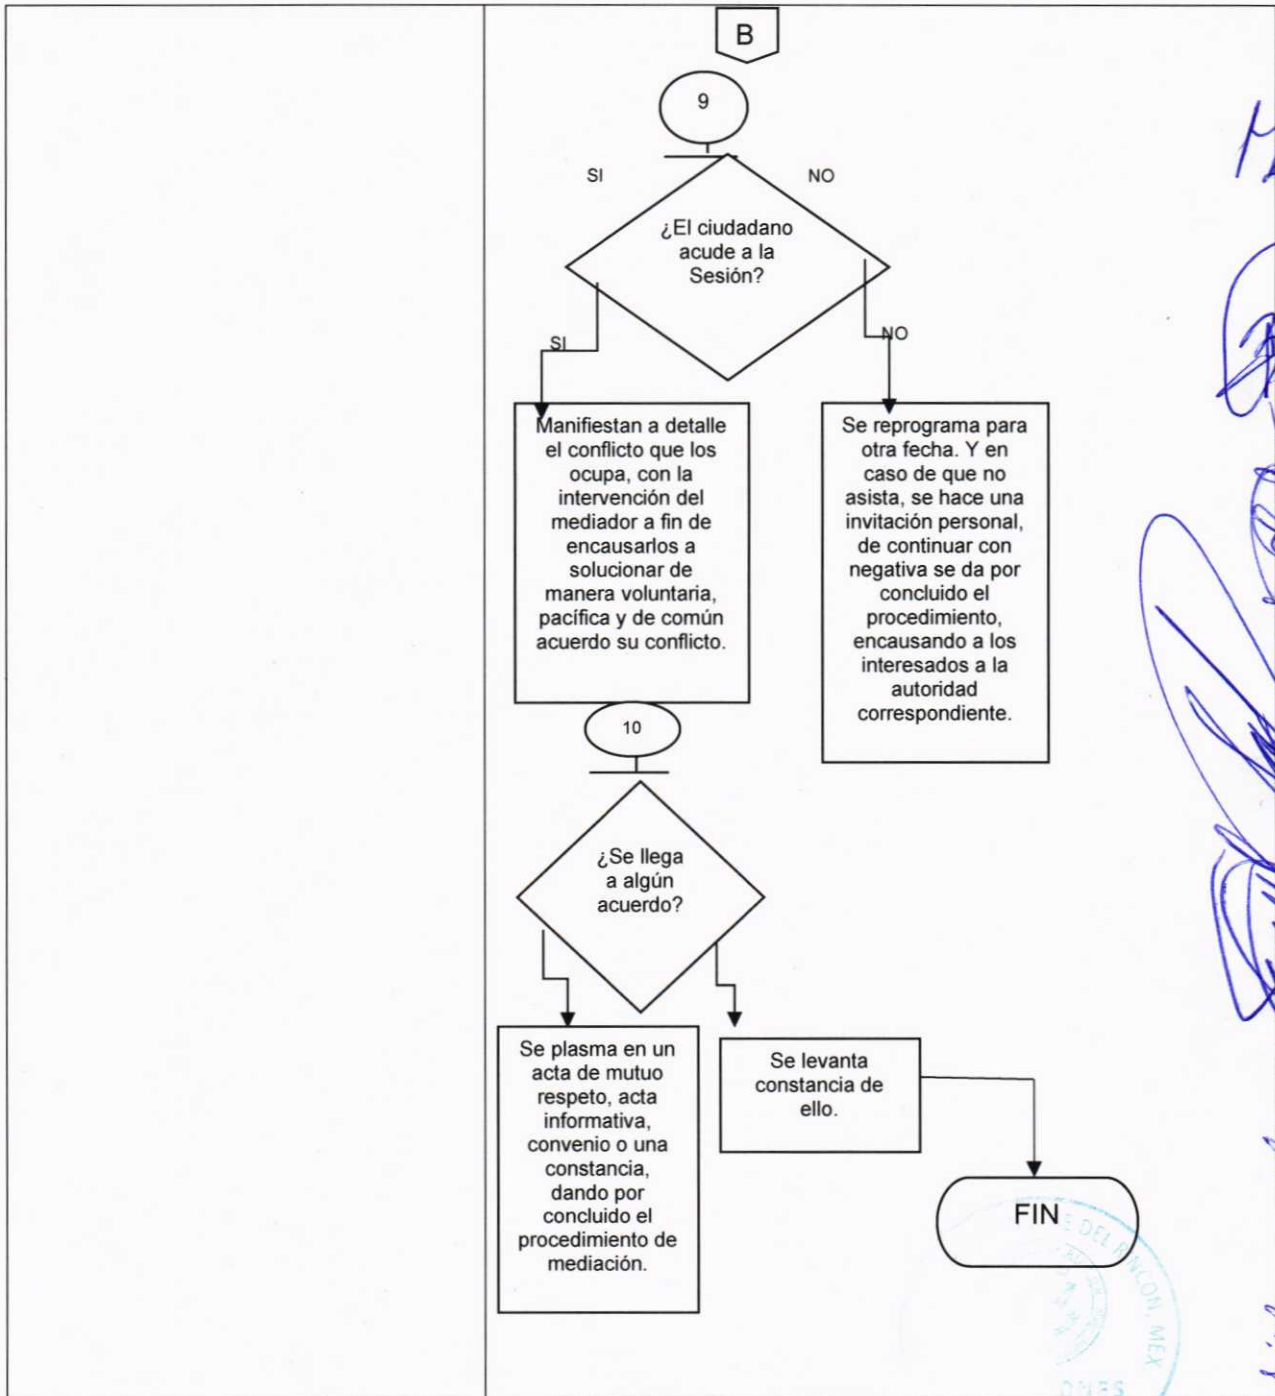 B
9
SI
NO
¿El ciudadano
acude a la
Sesión?
SI
NO
Manifiestan a detalle
el conflicto que los
ocupa, con la
intervención del
mediador a fin de
encausarlos a
solucionar de
manera voluntaria,
pacífica y de común
acuerdo su conflicto.
Se reprograma para
otra fecha. Y en
caso de que no
asista, se hace una
invitación personal,
de continuar con
negativa se da por
concluido el
procedimiento,
encausando a los
interesados a la
autoridad
correspondiente.
10
¿Se llega
a algún
acuerdo?
Se plasma en un
acta de mutuo
respeto, acta
informativa,
convenio o una
constancia,
dando por
concluido el
procedimiento de
mediación.
Se levanta
constancia de
ello.
FIN
DEL RINCON, MEX